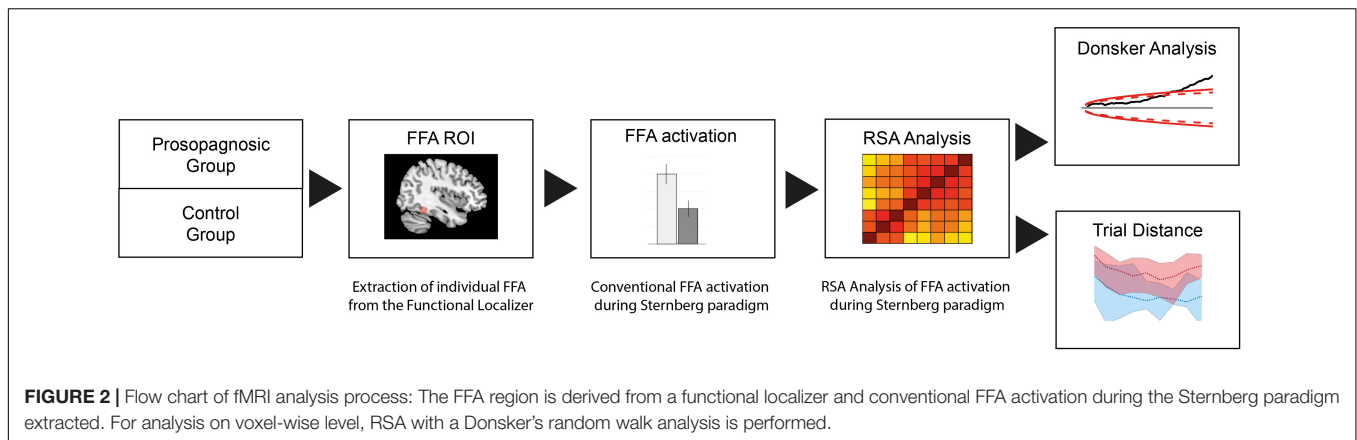 Prosopagnosic
Group
Control
Group
FFA ROI
Extraction of individual FFA
from the Functional Localizer
FFA activation
Conventional FFA activation
during Sternberg paradigm
RSA Analysis
RSA Analysis of FFA activation
during Sternberg paradigm
Donsker Analysis
Trial Distance
FIGURE 2 | Flow chart of fMRI analysis process: The FFA region is derived from a functional localizer and conventional FFA activation during the Sternberg paradigm
extracted. For analysis on voxel-wise level, RSA with a Donsker's random walk analysis is performed.